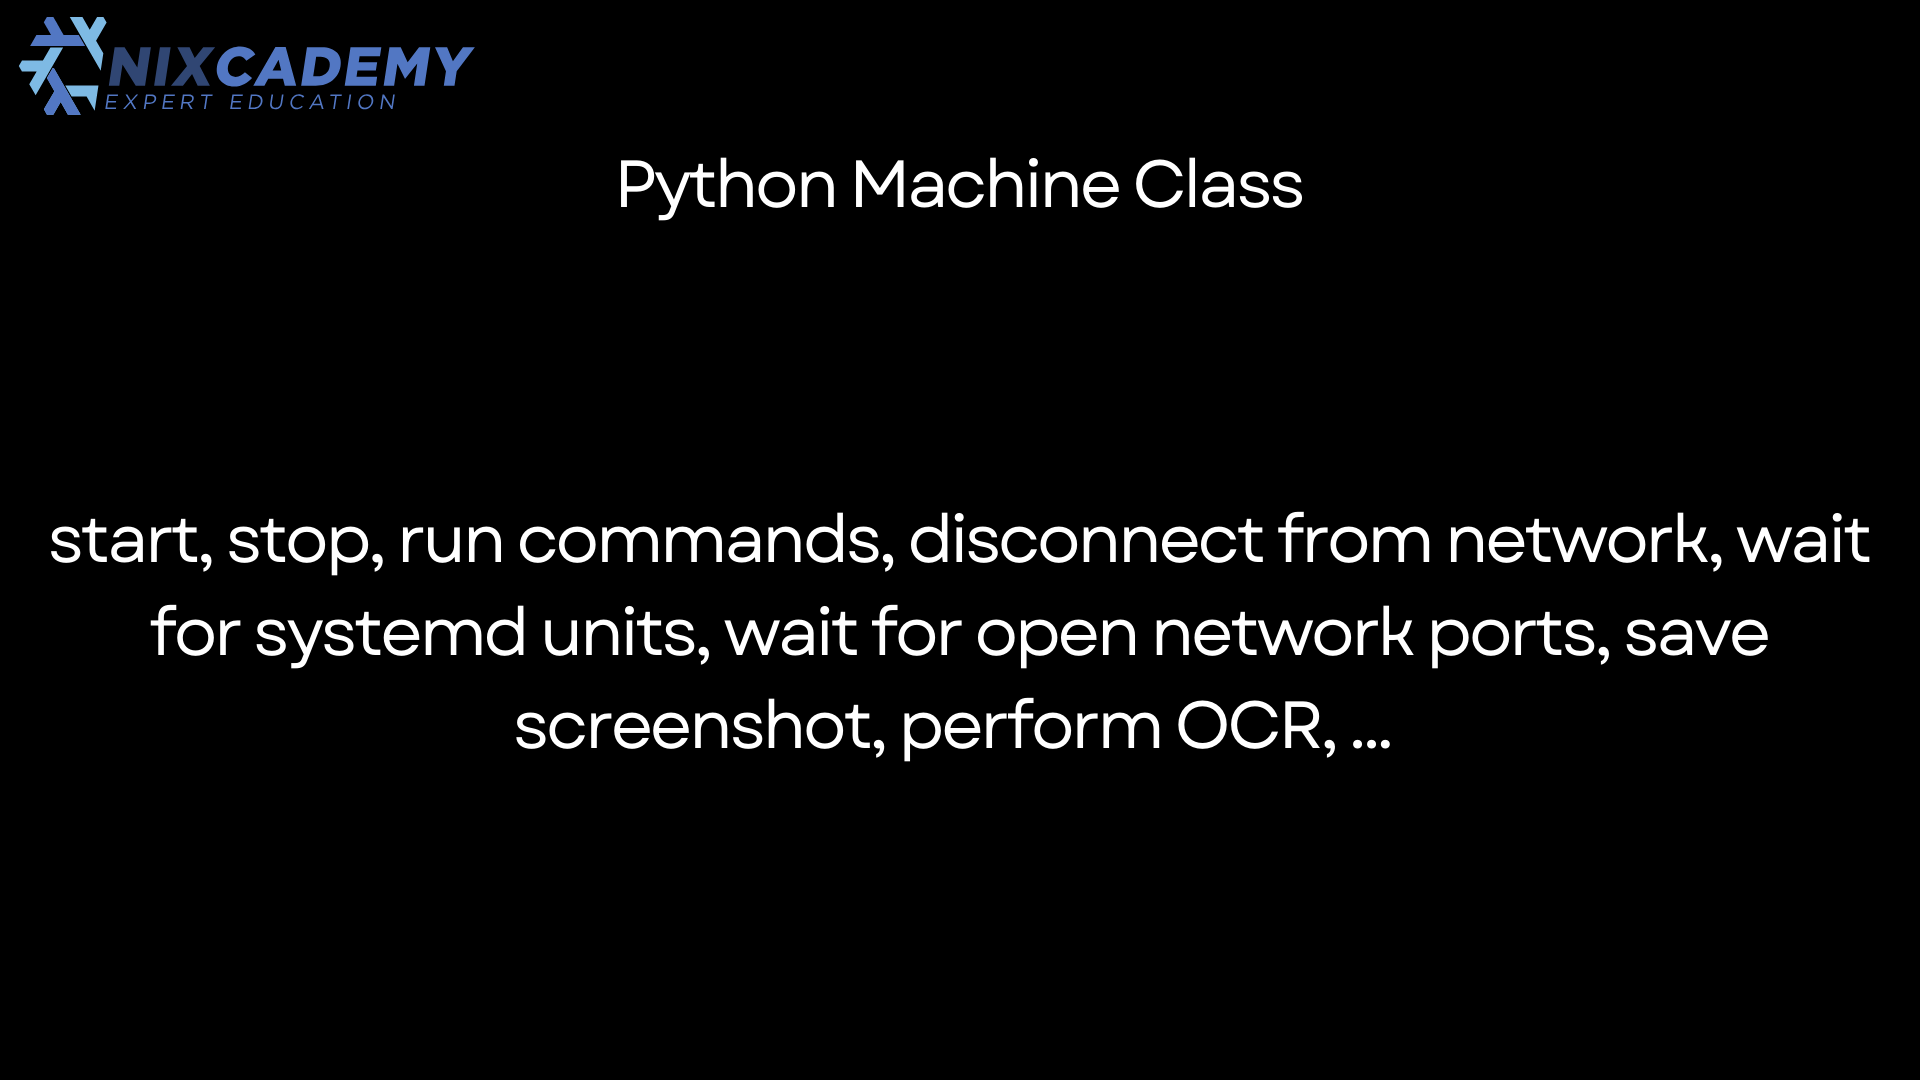 NIXCADEMY
EXPERT EDUCATION
Python Machine Class
start, stop, run commands, disconnect from network, wait
for systemd units, wait for open network ports, save
screenshot, perform OCR, ...